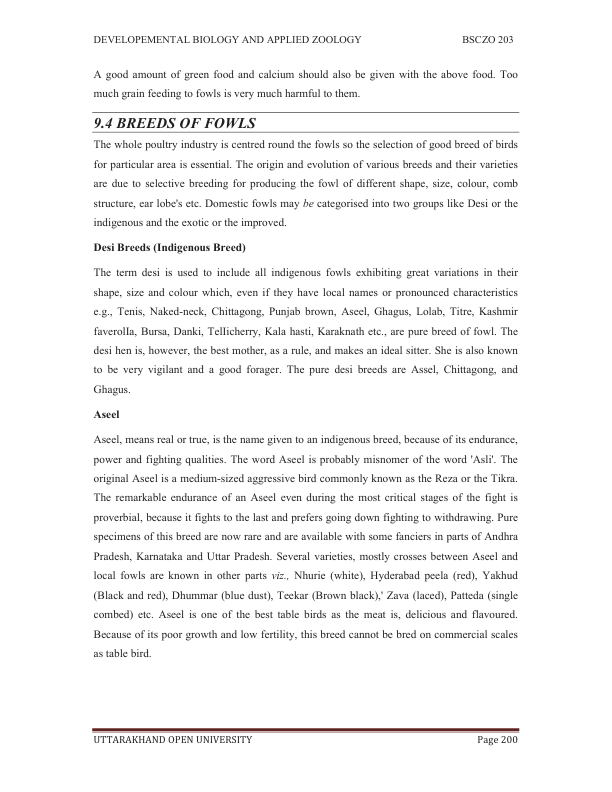 DEVELOPEMENTAL BIOLOGY AND APPLIED ZOOLOGY BSCZO 203
A good amount of green food and calcium should also be given with the above food. Too
much grain feeding to fowls is very much harmful to them.
9.4 BREEDS OF FOWLS
The whole poultry industry is centred round the fowls so the selection of good breed of birds
for particular area is essential. The origin and evolution of various breeds and their varieties
are due to selective breeding for producing the fowl of different shape, size, colour, comb
structure, ear lobe's etc. Domestic fowls may be categorised into two groups like Desi or the
indigenous and the exotic or the improved.
Desi Breeds (Indigenous Breed)
The term desi is used to include all indigenous fowls exhibiting great variations in their
shape, size and colour which, even if they have local names or pronounced characteristics
e.g., Tenis, Naked-neck, Chittagong, Punjab brown, Aseel, Ghagus, Lolab, Titre, Kashmir
faverolIa, Bursa, Danki, TelIicherry, Kala hasti, Karaknath etc., are pure breed of fowl. The
desi hen is, however, the best mother, as a rule, and makes an ideal sitter. She is also known
to be very vigilant and a good forager. The pure desi breeds are Assel, Chittagong, and
Ghagus.
Aseel
Aseel, means real or true, is the name given to an indigenous breed, because of its endurance,
power and fighting qualities. The word Aseel is probably misnomer of the word 'Asli'. The
original Aseel is a medium-sized aggressive bird commonly known as the Reza or the Tikra.
The remarkable endurance of an Aseel even during the most critical stages of the fight is
proverbial, because it fights to the last and prefers going down fighting to withdrawing. Pure
specimens of this breed are now rare and are available with some fanciers in parts of Andhra
Pradesh, Karnataka and Uttar Pradesh. Several varieties, mostly crosses between Aseel and
local fowls are known in other parts viz., Nhurie (white), Hyderabad peela (red), Yakhud
(Black and red), Dhummar (blue dust), Teekar (Brown black),' Zava (laced), Patteda (single
combed) etc. Aseel is one of the best table birds as the meat is, delicious and flavoured.
Because of its poor growth and low fertility, this breed cannot be bred on commercial scales
as table bird.
UTTARAKHAND OPEN UNIVERSITY Page 200